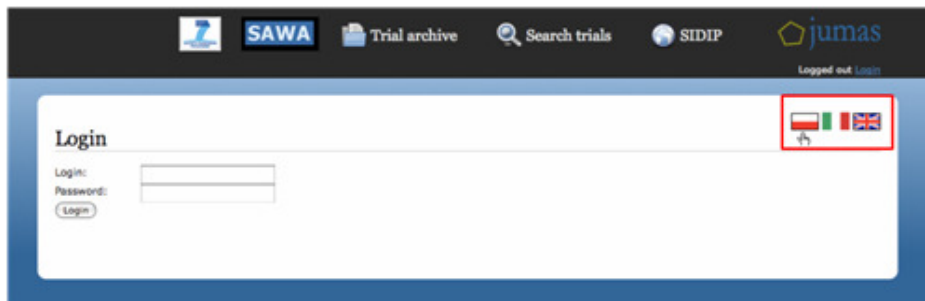 SAWA Trial archive Search trials SIDIP jumas
Logged out Login
Login
Login:
Password:
Login